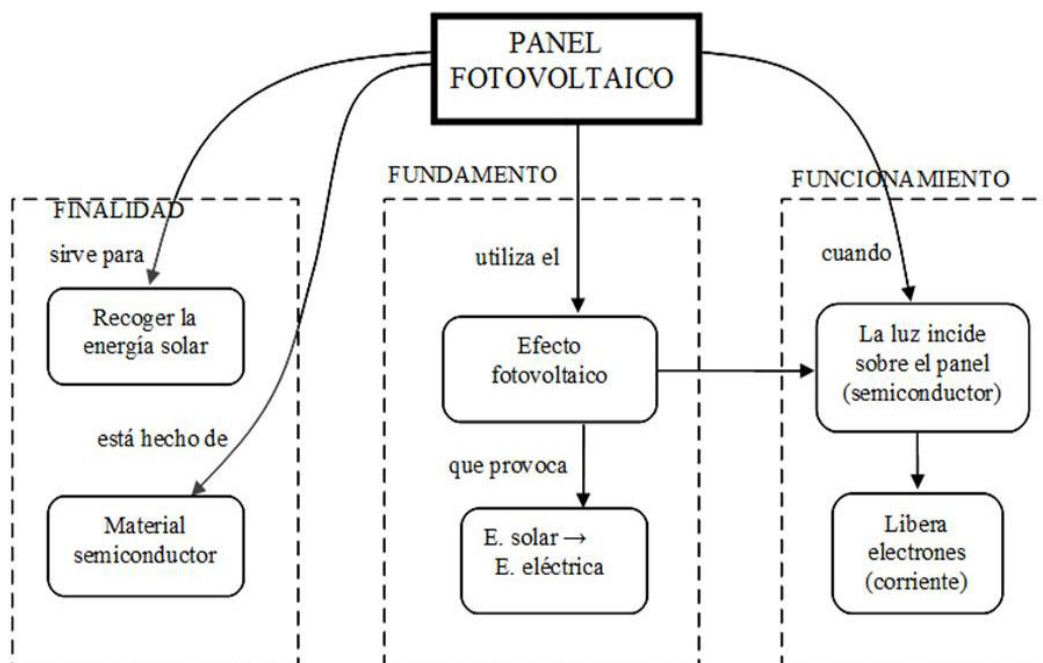 PANEL
FOTOVOLTAICO
FINALIDAD
sirve para
Recoger la
energía solar
está hecho de
Material
semiconductor
FUNDAMENTO
utiliza el
Efecto
fotovoltaico
que provoca
E. solar →
E. eléctrica
FUNCIONAMIENTO
cuando
La luz incide
sobre el panel
(semiconductor)
Libera
electrones
(corriente)